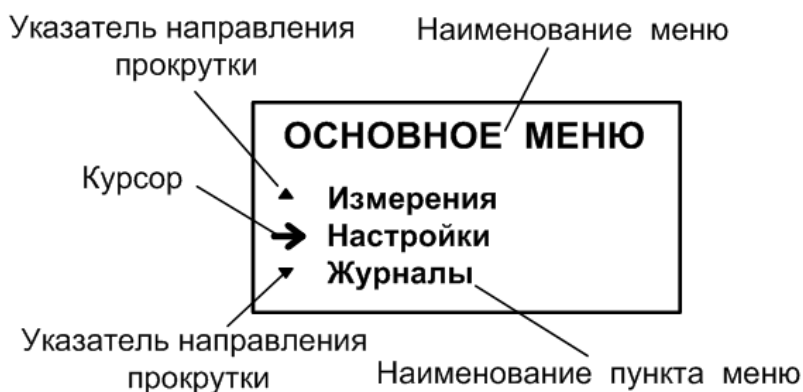 Указатель направления
прокрутки
Наименование меню
ОСНОВНОЕ МЕНЮ
Курсор
Измерения
Настройки
Журналы
Указатель направления
прокрутки
Наименование пункта меню